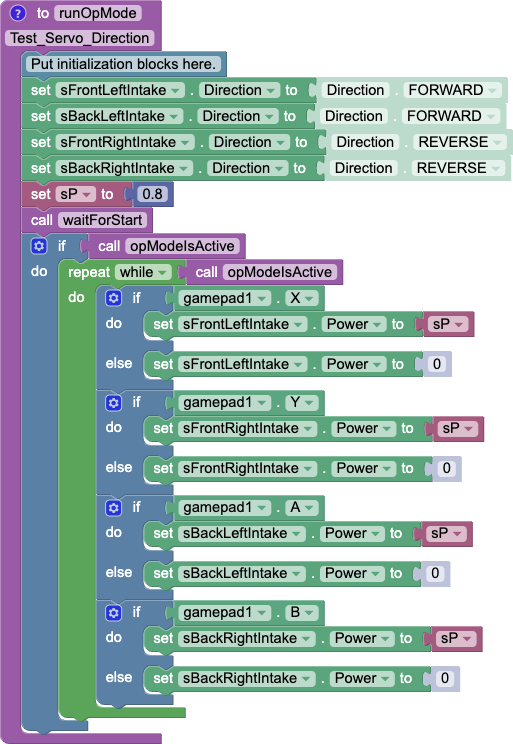 ? to runOpMode
Test_Servo_Direction
Put initialization blocks here.
set sFrontLeftIntake . Direction to Direction . FORWARD
set sBackLeftIntake . Direction to Direction . FORWARD
set sFrontRightIntake . Direction to Direction . REVERSE
set sBackRightIntake . Direction to Direction . REVERSE
set sP to 0.8
call waitForStart
if call opModeIsActive
do repeat while call opModeIsActive
do if gamepad1 . X
do set sFrontLeftIntake . Power to sP
else set sFrontLeftIntake . Power to 0
if gamepad1 . Y
do set sFrontRightIntake . Power to sP
else set sFrontRightIntake . Power to 0
if gamepad1 . A
do set sBackLeftIntake . Power to sP
else set sBackLeftIntake . Power to 0
if gamepad1 . B
do set sBackRightIntake . Power to sP
else set sBackRightIntake . Power to 0